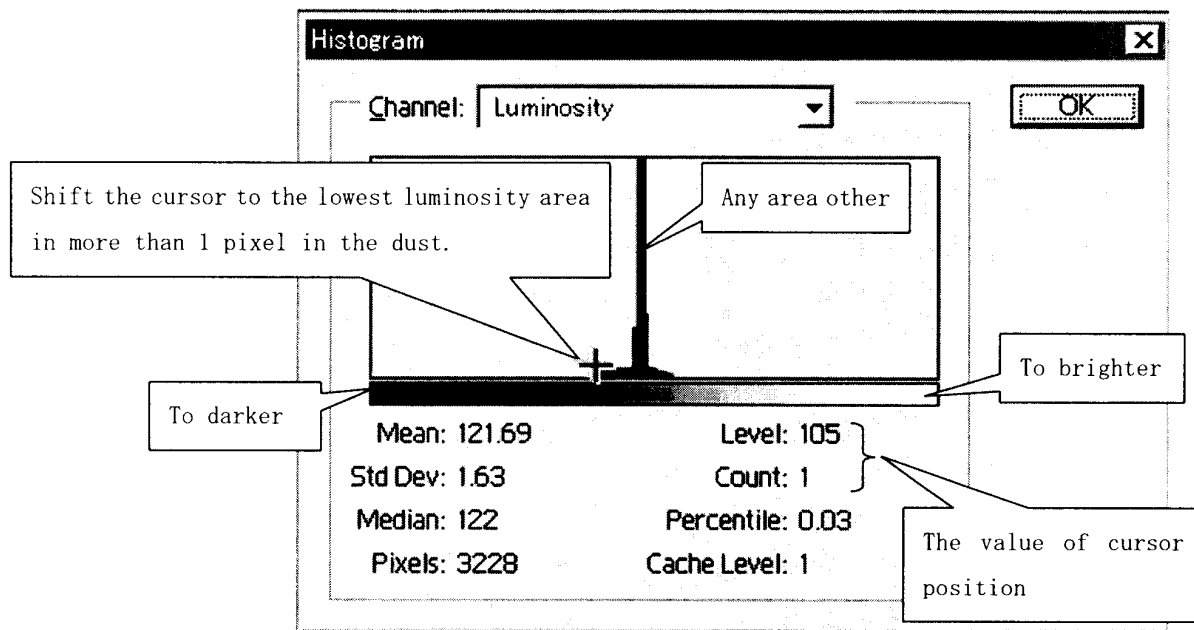 Histogram
Channel: Luminosity
OK
Shift the cursor to the lowest luminosity area
in more than 1 pixel in the dust.
Any area other
To brighter
To darker
Mean: 121.69
Level: 105
Std Dev: 1.63
Count: 1
Median: 122
Percentile: 0.03
Pixels: 3228
Cache Level: 1
The value of cursor
position